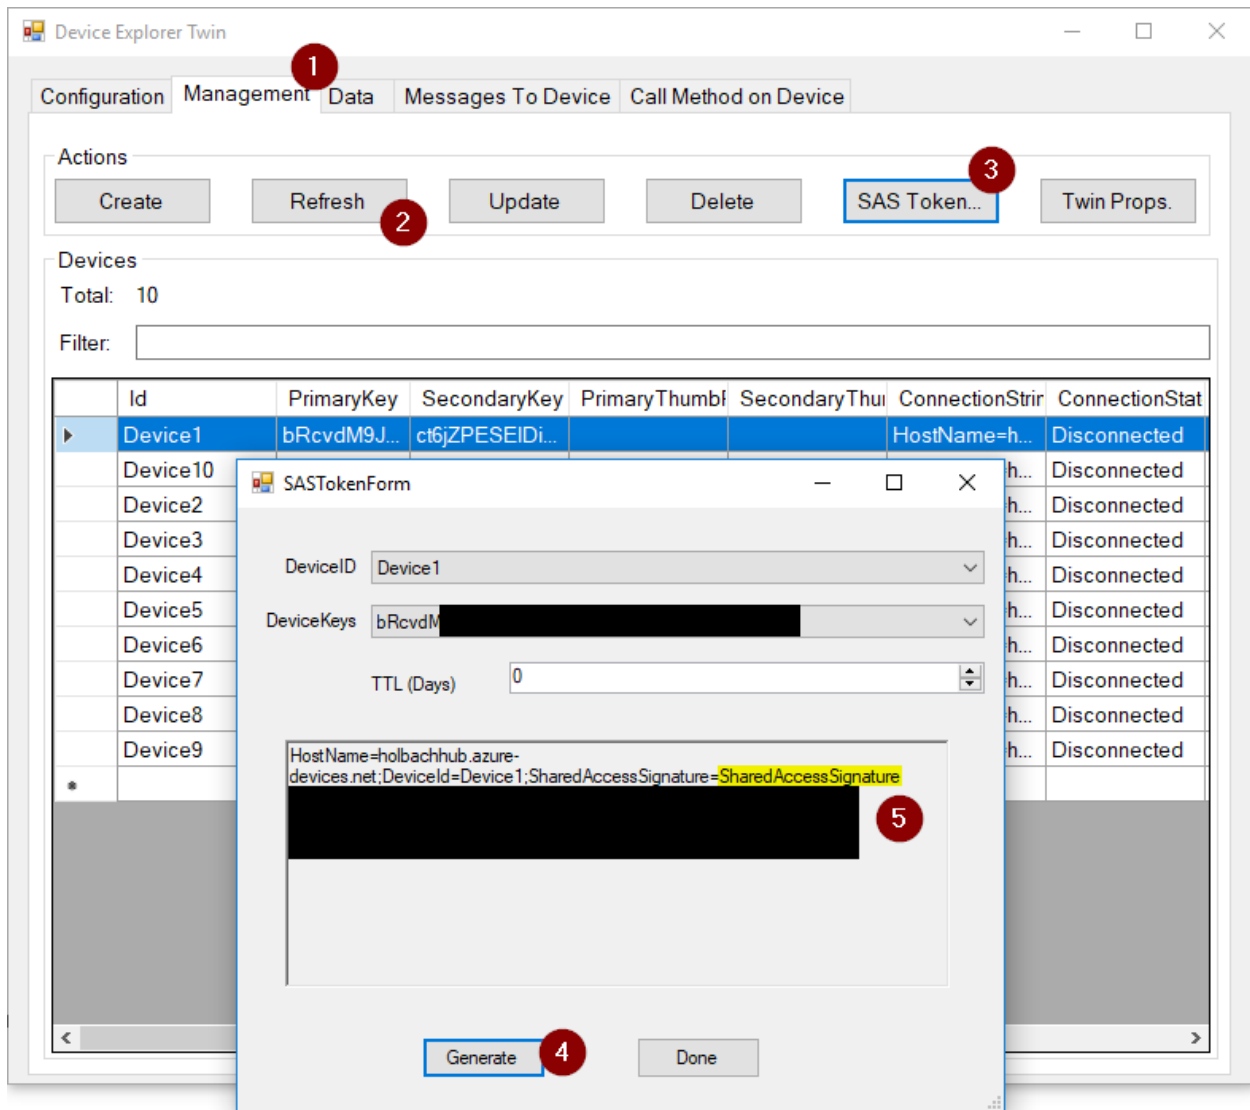 Device Explorer Twin
1
Configuration Management Data Messages To Device Call Method on Device
Actions
3
Create Refresh Update Delete SAS Token... Twin Props.
2
Devices
Total: 10
Filter:
Id PrimaryKey SecondaryKey PrimaryThumb SecondaryThu ConnectionStrin ConnectionStat
Device1 bRcvdM9J... ct6jZPESEIDi... HostName=h... Disconnected
Device10 h... Disconnected
Device2 h... Disconnected
Device3 h... Disconnected
Device4 h... Disconnected
Device5 h... Disconnected
Device6 h... Disconnected
Device7 h... Disconnected
Device8 h... Disconnected
Device9 h... Disconnected
SASTokenForm
DeviceID Device1
DeviceKeys bRcvdM
TTL (Days) 0
HostName=holbachhub.azure-
devices.net;DeviceId=Device1;SharedAccessSignature=SharedAccessSignature
5
Generate 4 Done